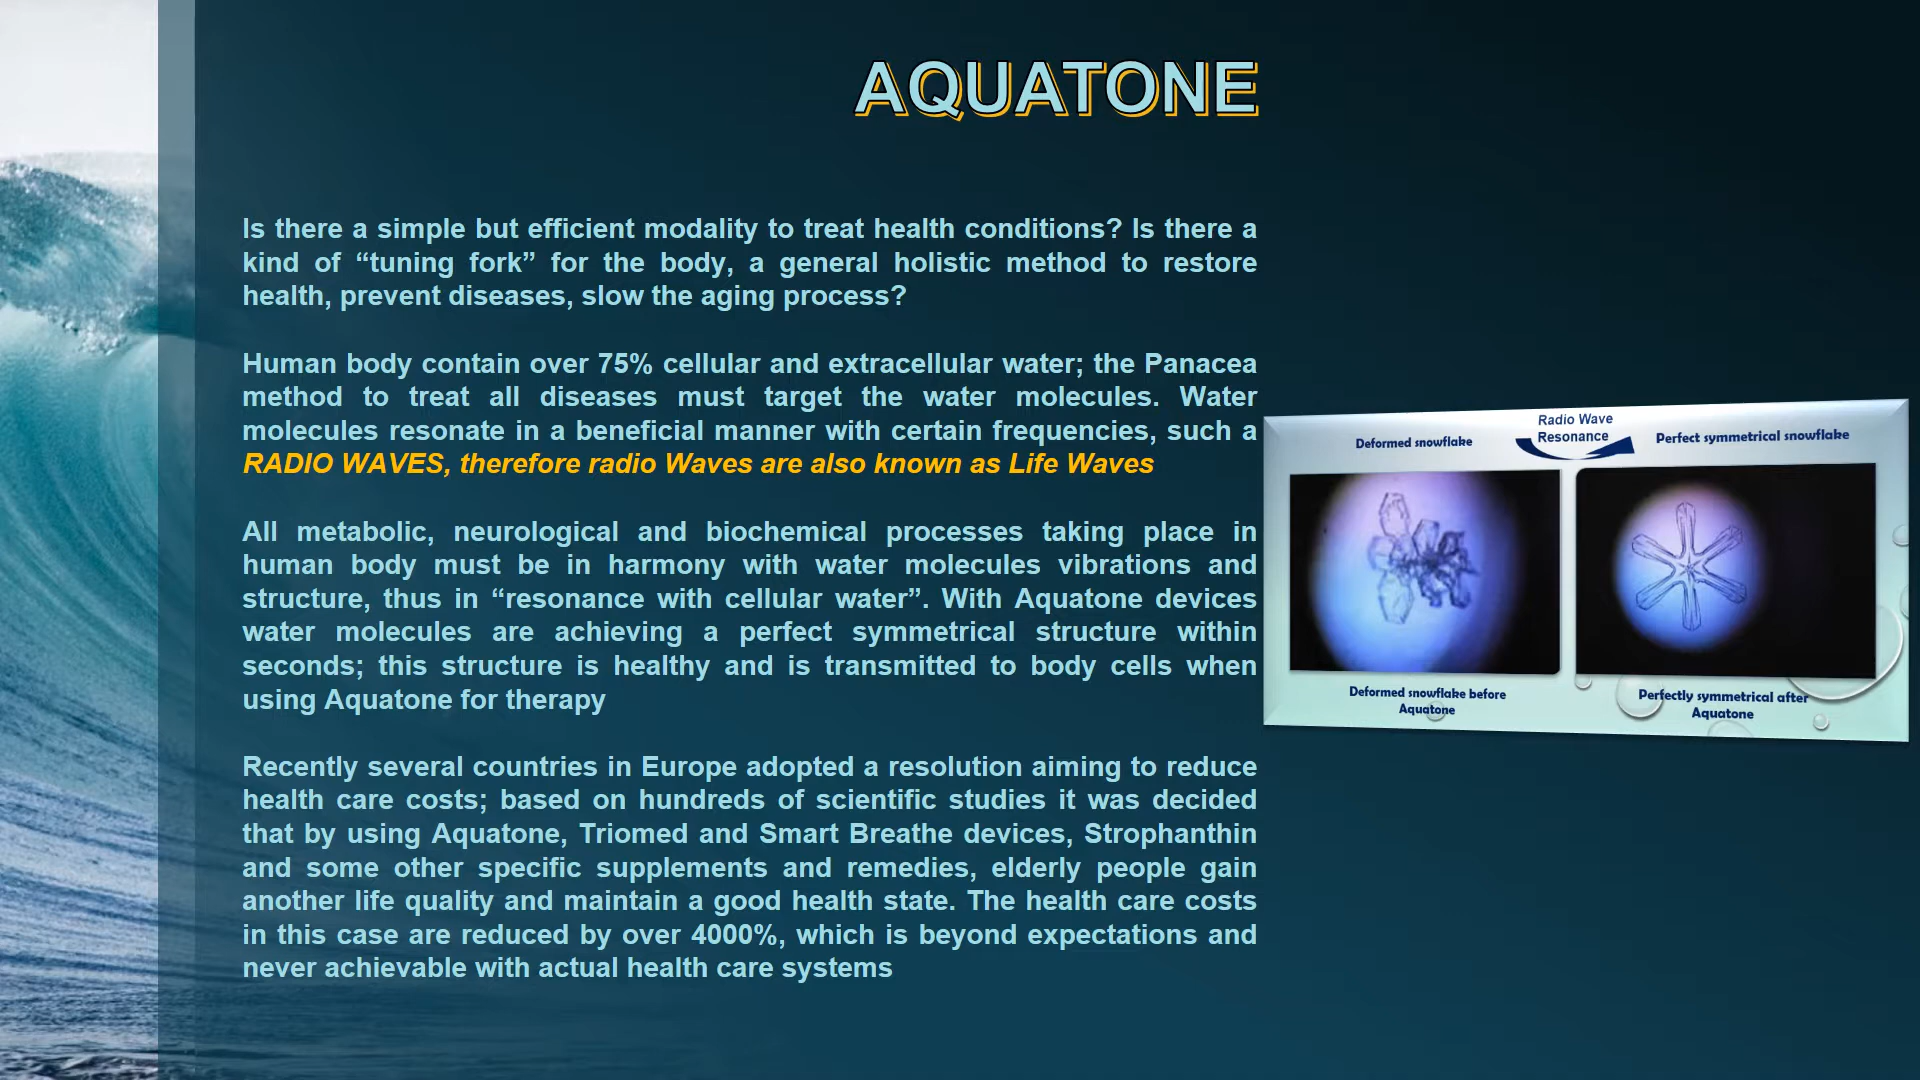 AQUATONE
Is there a simple but efficient modality to treat health conditions? Is there a
kind of “tuning fork” for the body, a general holistic method to restore
health, prevent diseases, slow the aging process?
Human body contain over 75% cellular and extracellular water; the Panacea
method to treat all diseases must target the water molecules. Water
molecules resonate in a beneficial manner with certain frequencies, such a
RADIO WAVES, therefore radio Waves are also known as Life Waves
All metabolic, neurological and biochemical processes taking place in
human body must be in harmony with water molecules vibrations and
structure, thus in “resonance with cellular water”. With Aquatone devices
water molecules are achieving a perfect symmetrical structure within
seconds; this structure is healthy and is transmitted to body cells when
using Aquatone for therapy
Recently several countries in Europe adopted a resolution aiming to reduce
health care costs; based on hundreds of scientific studies it was decided
that by using Aquatone, Triomed and Smart Breathe devices, Strophanthin
and some other specific supplements and remedies, elderly people gain
another life quality and maintain a good health state. The health care costs
in this case are reduced by over 4000%, which is beyond expectations and
never achievable with actual health care systems
Radio Wave
Resonance
Deformed snowflake
Perfect symmetrical snowflake
Deformed snowflake before
Aquatone
Perfectly symmetrical after
Aquatone